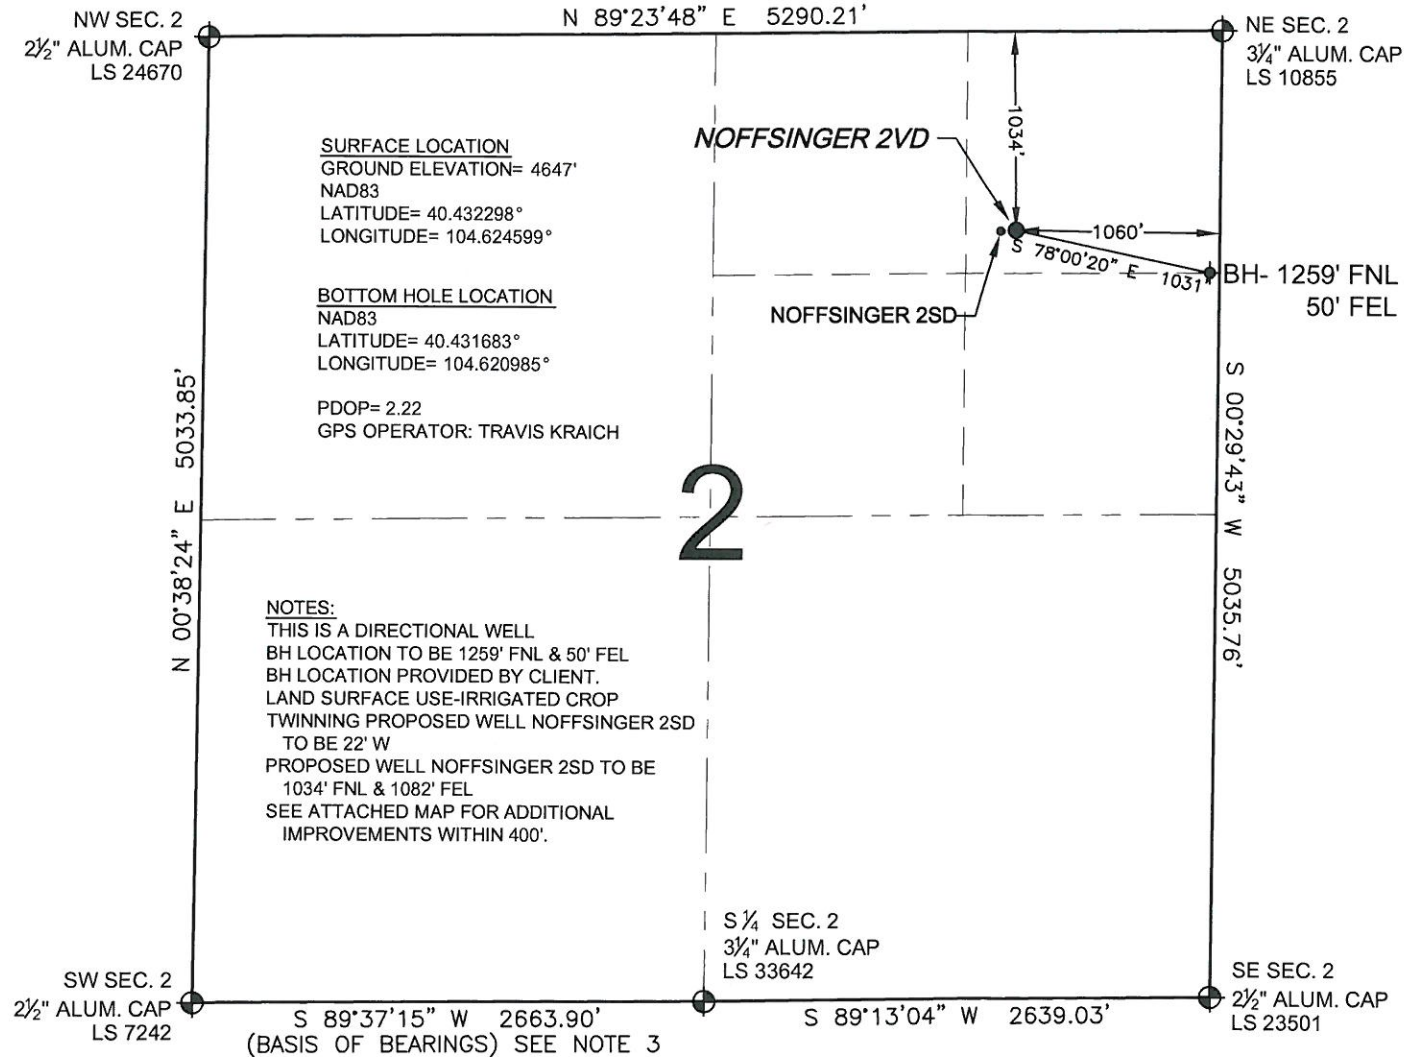 N 89°23'48" E 5290.21'
NW SEC. 2
2½" ALUM. CAP
LS 24670
NE SEC. 2
3¼" ALUM. CAP
LS 10855
SURFACE LOCATION
GROUND ELEVATION= 4647'
NAD83
LATITUDE= 40.432298°
LONGITUDE= 104.624599°
NOFFSINGER 2VD
1034'
1060'
S 78°00'20" E 1031'
BH- 1259' FNL
50' FEL
NOFFSINGER 2SD
BOTTOM HOLE LOCATION
NAD83
LATITUDE= 40.431683°
LONGITUDE= 104.620985°
PDOP= 2.22
GPS OPERATOR: TRAVIS KRAICH
N 00°38'24" E 5033.85'
S 00°29'43" W 5035.76'
2
NOTES:
THIS IS A DIRECTIONAL WELL
BH LOCATION TO BE 1259' FNL & 50' FEL
BH LOCATION PROVIDED BY CLIENT.
LAND SURFACE USE-IRRIGATED CROP
TWINNING PROPOSED WELL NOFFSINGER 2SD
TO BE 22' W
PROPOSED WELL NOFFSINGER 2SD TO BE
1034' FNL & 1082' FEL
SEE ATTACHED MAP FOR ADDITIONAL
IMPROVEMENTS WITHIN 400'.
S ¼ SEC. 2
3¼" ALUM. CAP
LS 33642
SW SEC. 2
2½" ALUM. CAP
LS 7242
SE SEC. 2
2½" ALUM. CAP
LS 23501
S 89°37'15" W 2663.90'
(BASIS OF BEARINGS) SEE NOTE 3
S 89°13'04" W 2639.03'